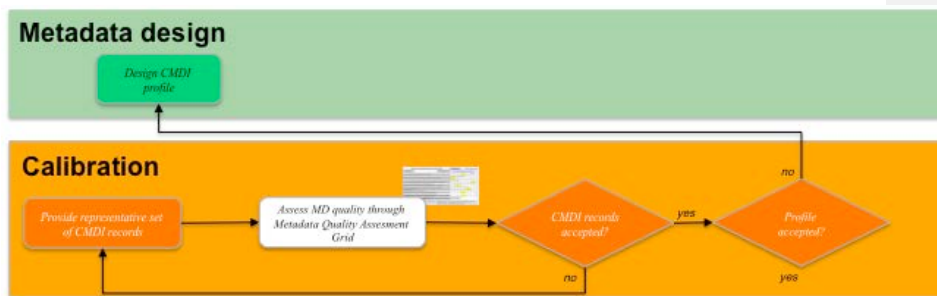 Metadata design
Design CMDI
profile
Calibration
no
Provide representative set
of CMDI records
Assess MD quality through
Metadata Quality Assesment
Grid
CMDI records
accepted?
yes
Profile
accepted?
no
yes